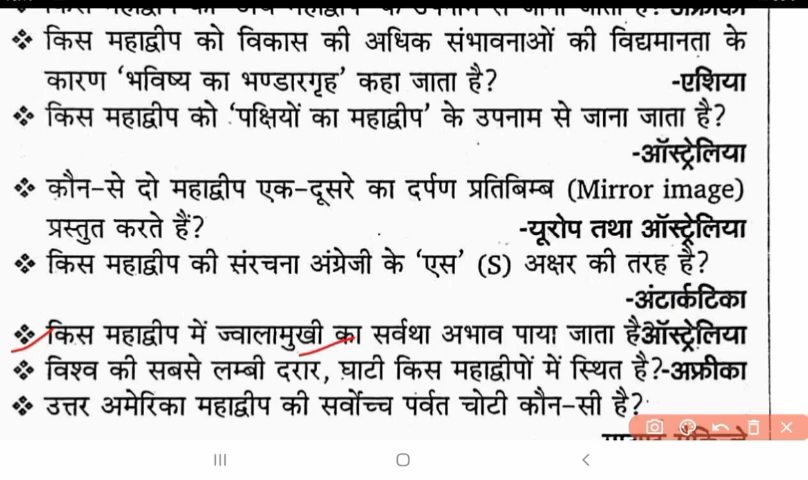 ❖ किस महाद्वीप को विकास की अधिक संभावनाओं की विद्यमानता के
कारण ‘भविष्य का भण्डारगृह’ कहा जाता है? -एशिया
❖ किस महाद्वीप को ‘पक्षियों का महाद्वीप’ के उपनाम से जाना जाता है?
-ऑस्ट्रेलिया
❖ कौन-से दो महाद्वीप एक-दूसरे का दर्पण प्रतिबिम्ब (Mirror image)
प्रस्तुत करते हैं? -यूरोप तथा ऑस्ट्रेलिया
❖ किस महाद्वीप की संरचना अंग्रेजी के ‘एस’ (S) अक्षर की तरह है?
-अंटार्कटिका
❖ किस महाद्वीप में ज्वालामुखी का सर्वथा अभाव पाया जाता है ऑस्ट्रेलिया
❖ विश्व की सबसे लम्बी दरार, घाटी किस महाद्वीपों में स्थित है?-अफ्रीका
❖ उत्तर अमेरिका महाद्वीप की सर्वोच्च पर्वत चोटी कौन-सी है?